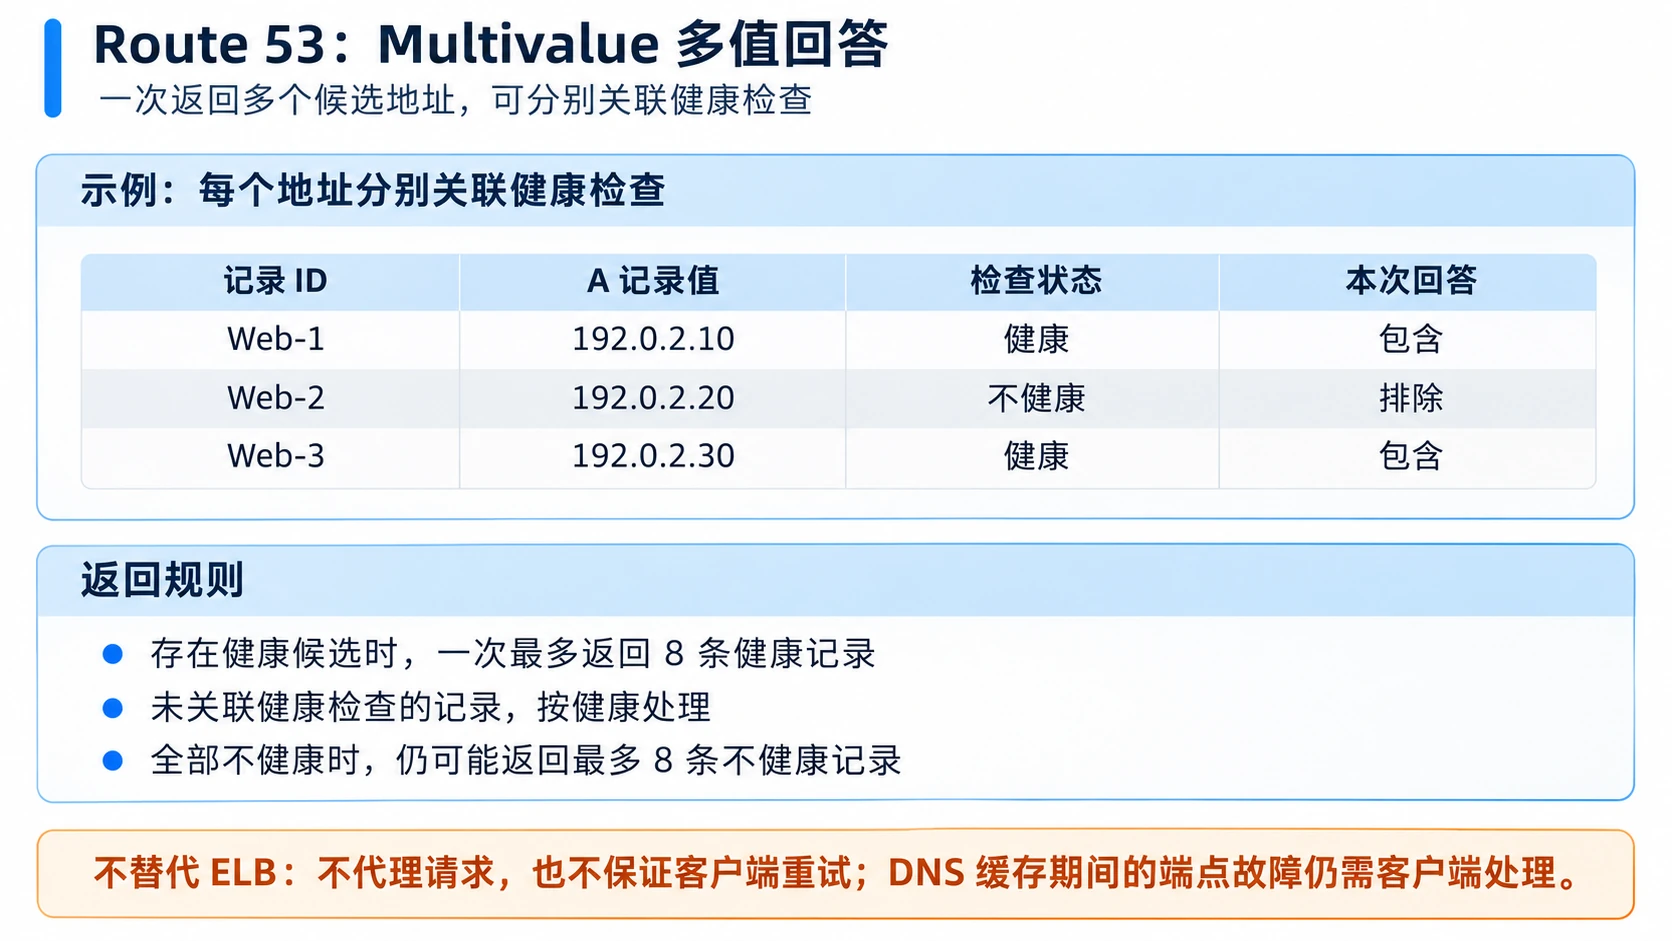 Route 53：Multivalue 多值回答
一次返回多个候选地址，可分别关联健康检查
示例：每个地址分别关联健康检查
记录 ID A 记录值 检查状态 本次回答
Web-1 192.0.2.10 健康 包含
Web-2 192.0.2.20 不健康 排除
Web-3 192.0.2.30 健康 包含
返回规则
● 存在健康候选时，一次最多返回 8 条健康记录
● 未关联健康检查的记录，按健康处理
● 全部不健康时，仍可能返回最多 8 条不健康记录
不替代 ELB：不代理请求，也不保证客户端重试；DNS 缓存期间的端点故障仍需客户端处理。